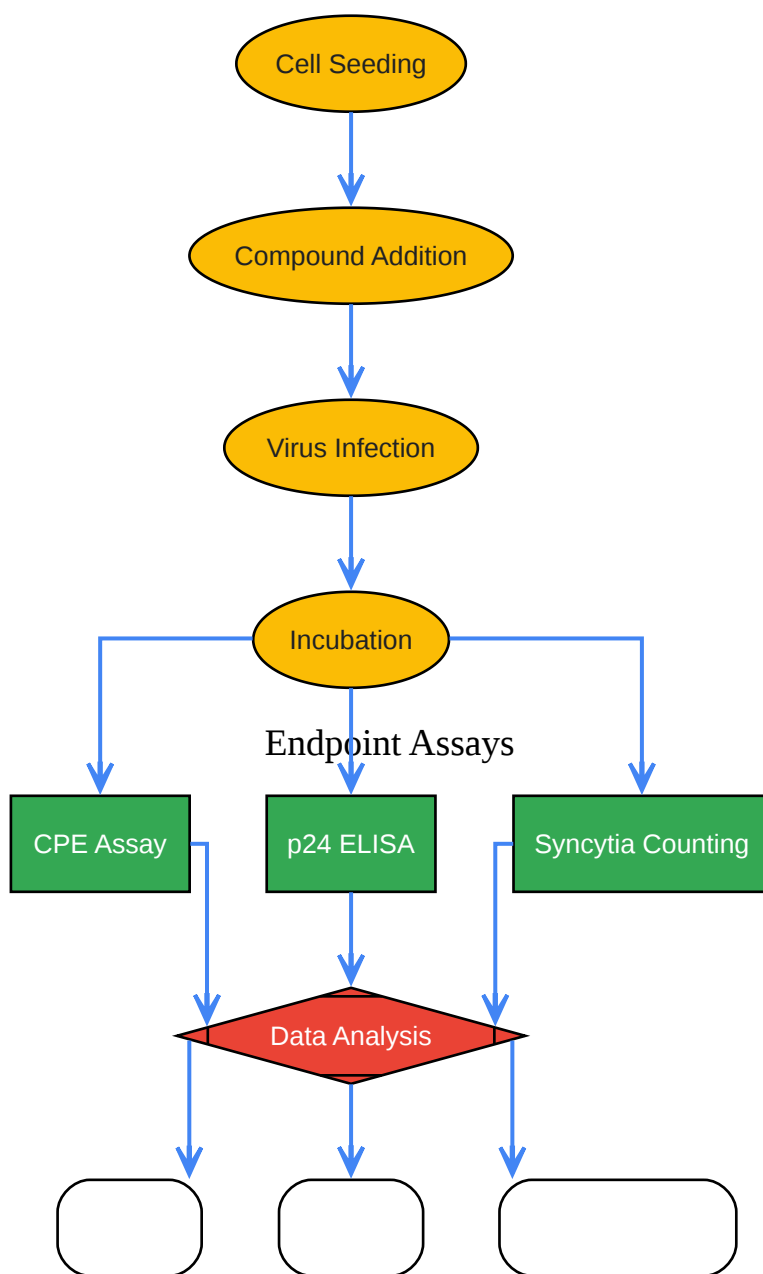 Cell Seeding
Compound Addition
Virus Infection
Incubation
Endpoint Assays
CPE Assay
p24 ELISA
Syncytia Counting
Data Analysis